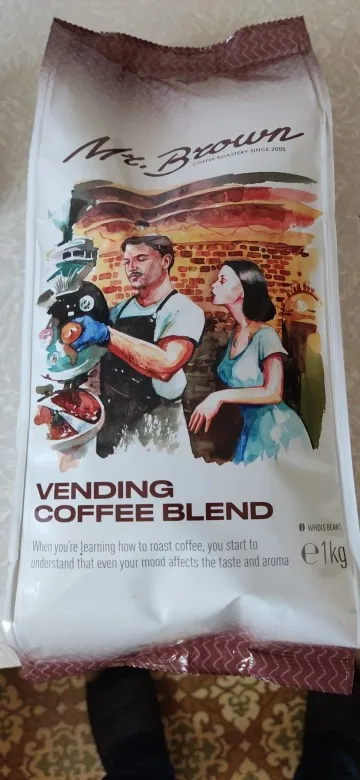 Mr. Brown
COFFEE ROASTERY SINCE 2005
VENDING
COFFEE BLEND
WHOLE BEANS
When you're learning how to roast coffee, you start to
understand that even your mood affects the taste and aroma
℮1kg